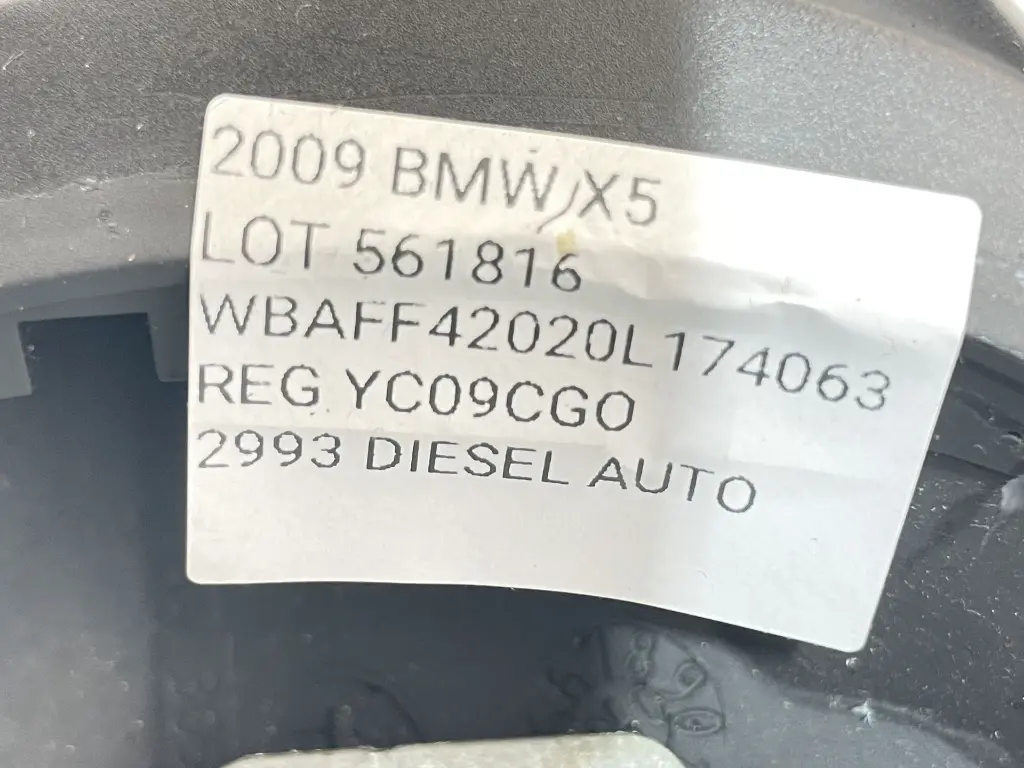 2009 BMW X5
LOT 561816
WBAFF42020L174063
REG YC09CGO
2993 DIESEL AUTO